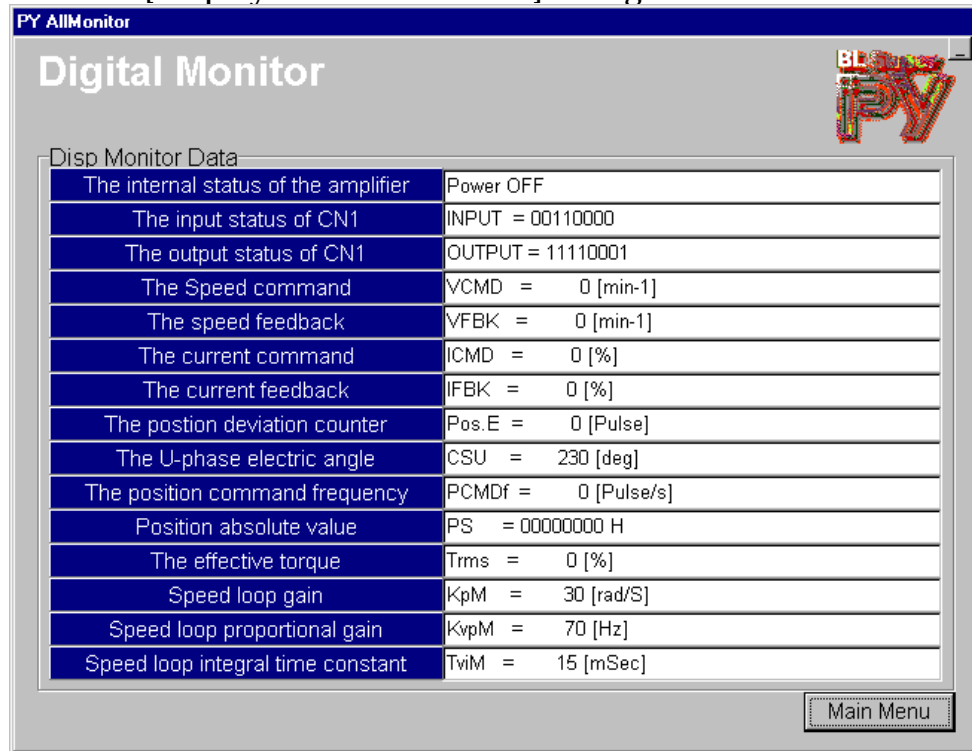 PY AllMonitor
Digital Monitor
BL Super
PY
Disp Monitor Data
The internal status of the amplifier Power OFF
The input status of CN1 INPUT = 00110000
The output status of CN1 OUTPUT = 11110001
The Speed command VCMD = 0 [min-1]
The speed feedback VFBK = 0 [min-1]
The current command ICMD = 0 [%]
The current feedback IFBK = 0 [%]
The postion deviation counter Pos.E = 0 [Pulse]
The U-phase electric angle CSU = 230 [deg]
The position command frequency PCMDf = 0 [Pulse/s]
Position absolute value PS = 00000000 H
The effective torque Trms = 0 [%]
Speed loop gain KpM = 30 [rad/S]
Speed loop proportional gain KvpM = 70 [Hz]
Speed loop integral time constant TviM = 15 [mSec]
Main Menu